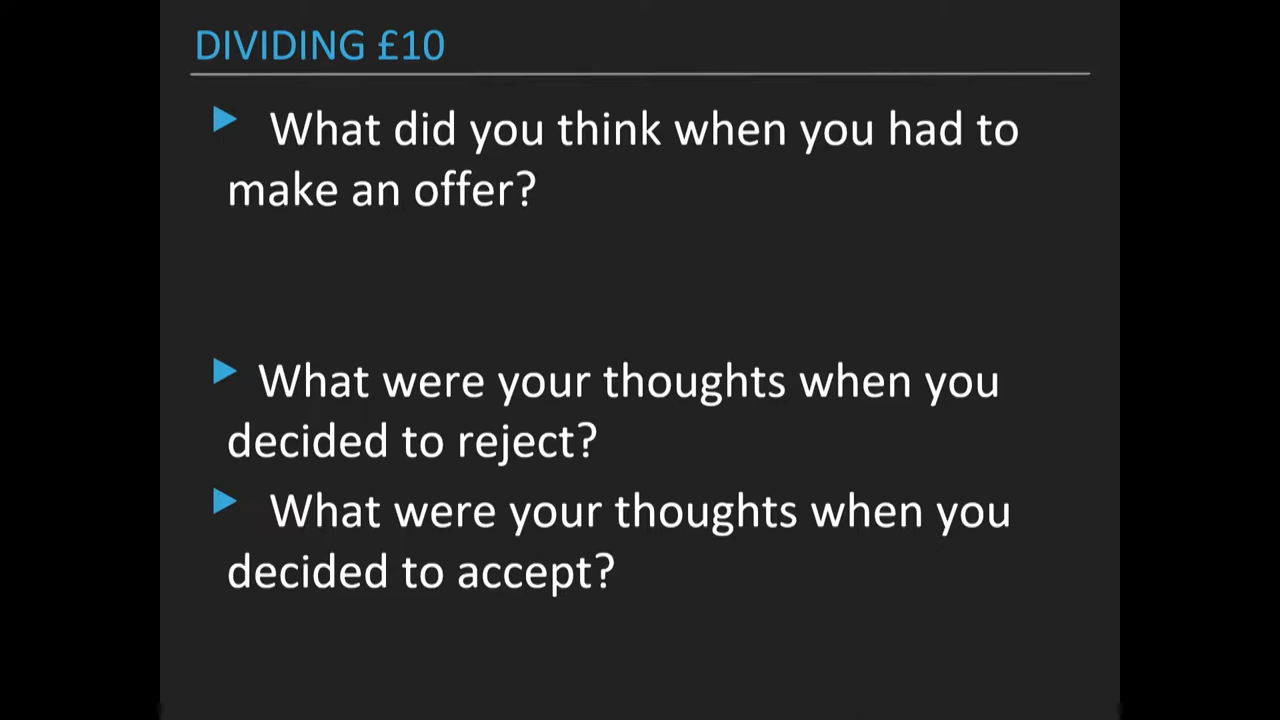 DIVIDING £10
What did you think when you had to
make an offer?
What were your thoughts when you
decided to reject?
What were your thoughts when you
decided to accept?